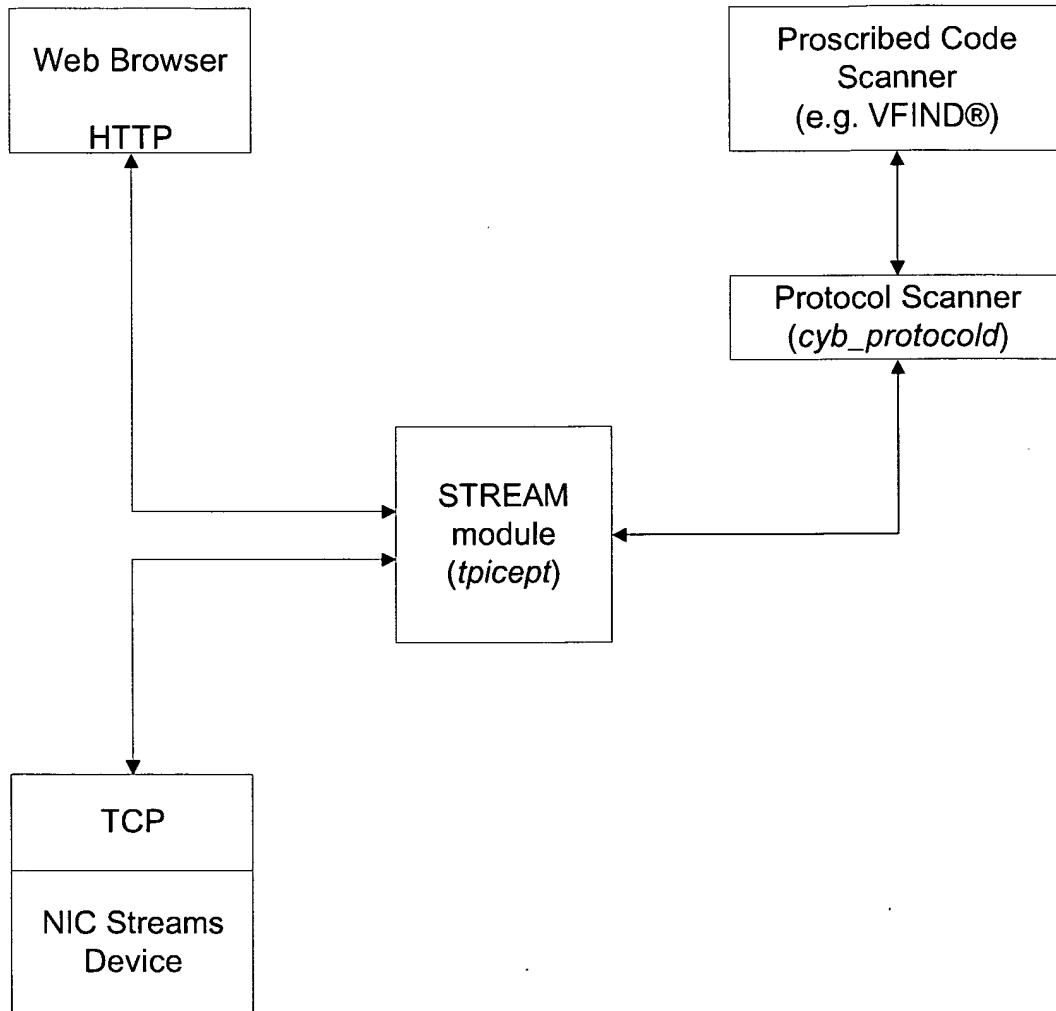 Web Browser
HTTP
Proscribed Code
Scanner
(e.g. VFIND®)
Protocol Scanner
(cyb_protocold)
STREAM
module
(tpicept)
TCP
NIC Streams
Device